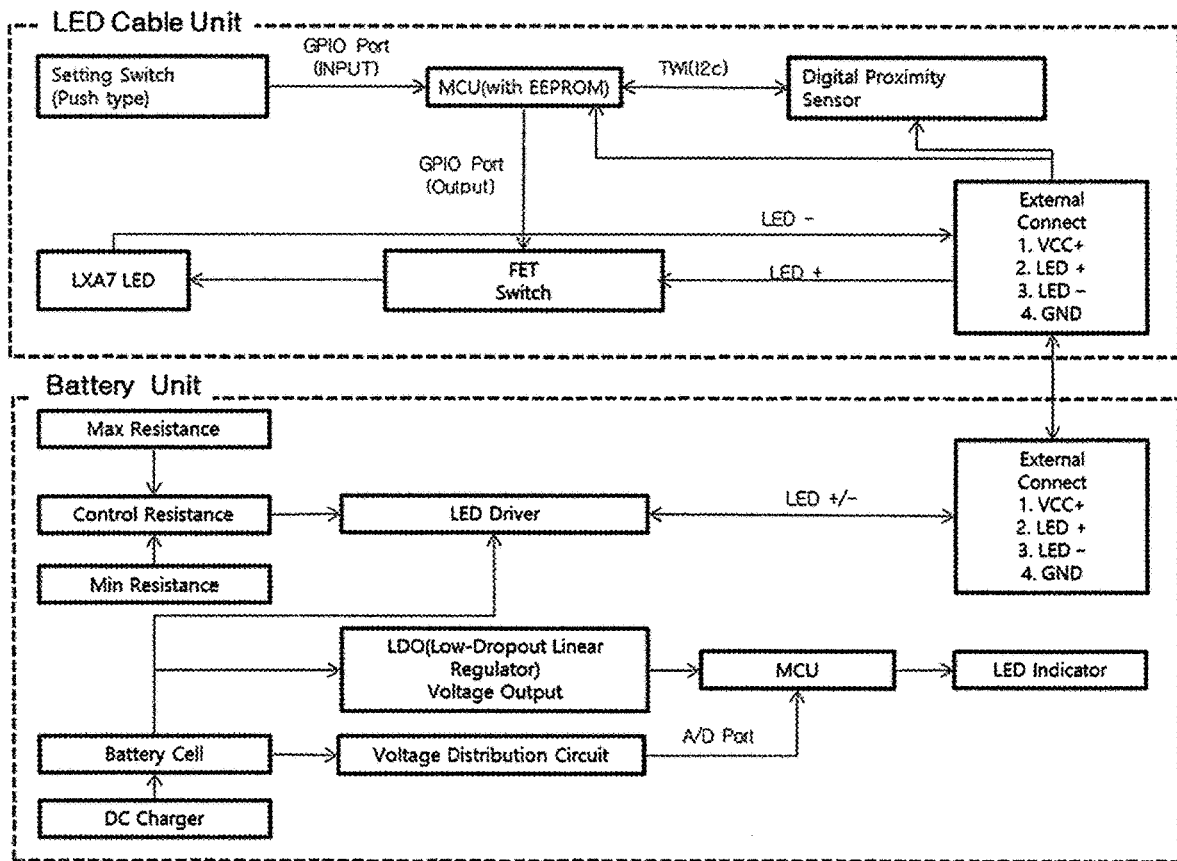 LED Cable Unit
Setting Switch
(Push type)
GPIO Port
(INPUT)
MCU(with EEPROM)
TWI(I2c)
Digital Proximity
Sensor
GPIO Port
(Output)
LED -
LXA7 LED
FET
Switch
LED +
External
Connect
1. VCC+
2. LED +
3. LED -
4. GND
Battery Unit
Max Resistance
Control Resistance
Min Resistance
LED Driver
LED +/-
External
Connect
1. VCC+
2. LED +
3. LED -
4. GND
LDO(Low-Dropout Linear
Regulator)
Voltage Output
MCU
LED Indicator
Battery Cell
Voltage Distribution Circuit
A/D Port
DC Charger